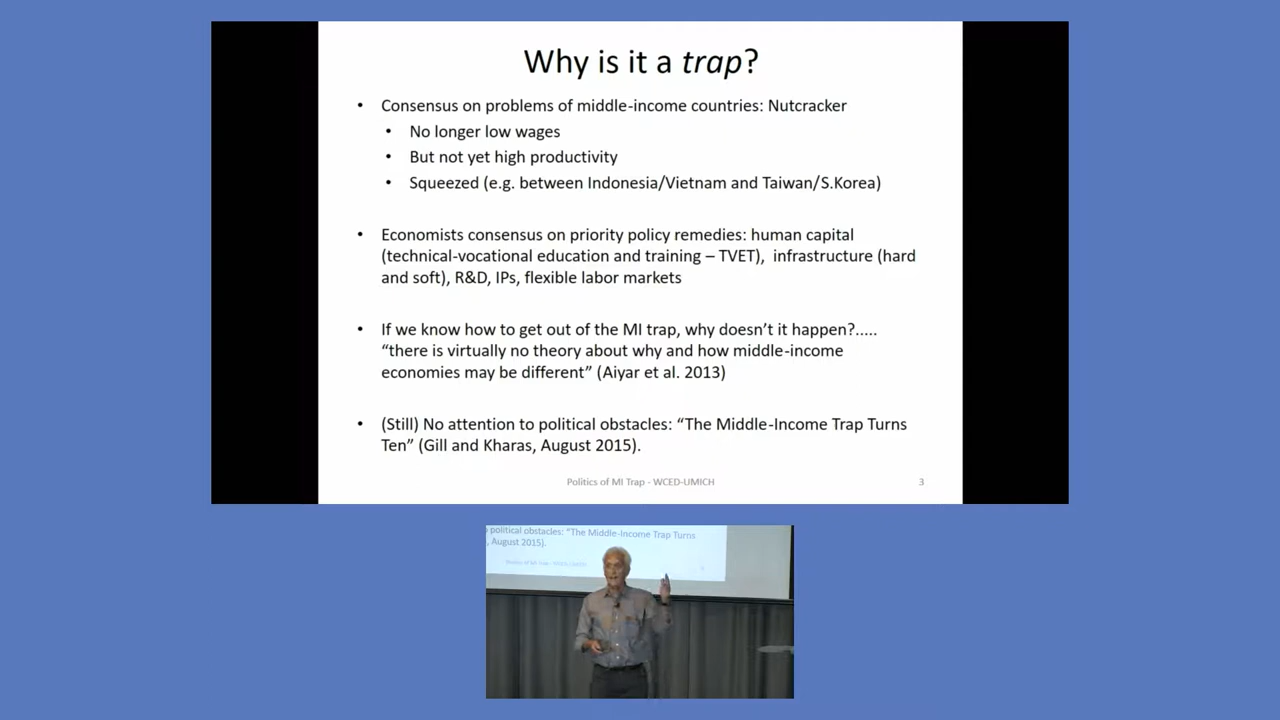 Why is it a trap?
• Consensus on problems of middle-income countries: Nutcracker
• No longer low wages
• But not yet high productivity
• Squeezed (e.g. between Indonesia/Vietnam and Taiwan/S.Korea)
• Economists consensus on priority policy remedies: human capital
(technical-vocational education and training – TVET), infrastructure (hard
and soft), R&D, IPs, flexible labor markets
• If we know how to get out of the MI trap, why doesn't it happen?.....
“there is virtually no theory about why and how middle-income
economies may be different” (Aiyar et al. 2013)
• (Still) No attention to political obstacles: “The Middle-Income Trap Turns
Ten” (Gill and Kharas, August 2015).
Politics of MI Trap - WCED-UMICH
3
political obstacles: “The Middle-Income Trap Turns
, August 2015).
Politics of MI Trap - WCED-UMICH